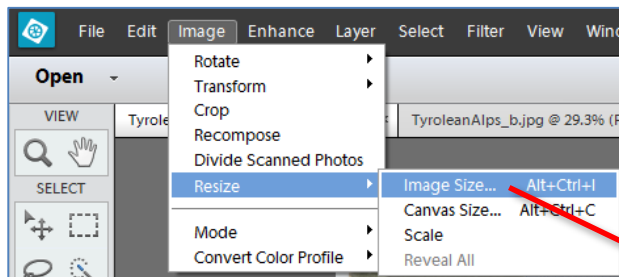 File Edit Image Enhance Layer Select Filter View
Open
Rotate
Transform
Crop
Recompose
Divide Scanned Photos
Resize
Mode
Convert Color Profile
VIEW
SELECT
TyroleanAlps_b.jpg @ 29.3% (
Image Size... Alt+Ctrl+I
Canvas Size... Alt+Ctrl+C
Scale
Reveal All